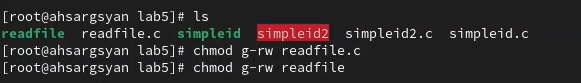 [root@ahsargsyan lab5]# ls
readfile  readfile.c  simpleid  simpleid2  simpleid2.c  simpleid.c
[root@ahsargsyan lab5]# chmod g-rw readfile.c
[root@ahsargsyan lab5]# chmod g-rw readfile